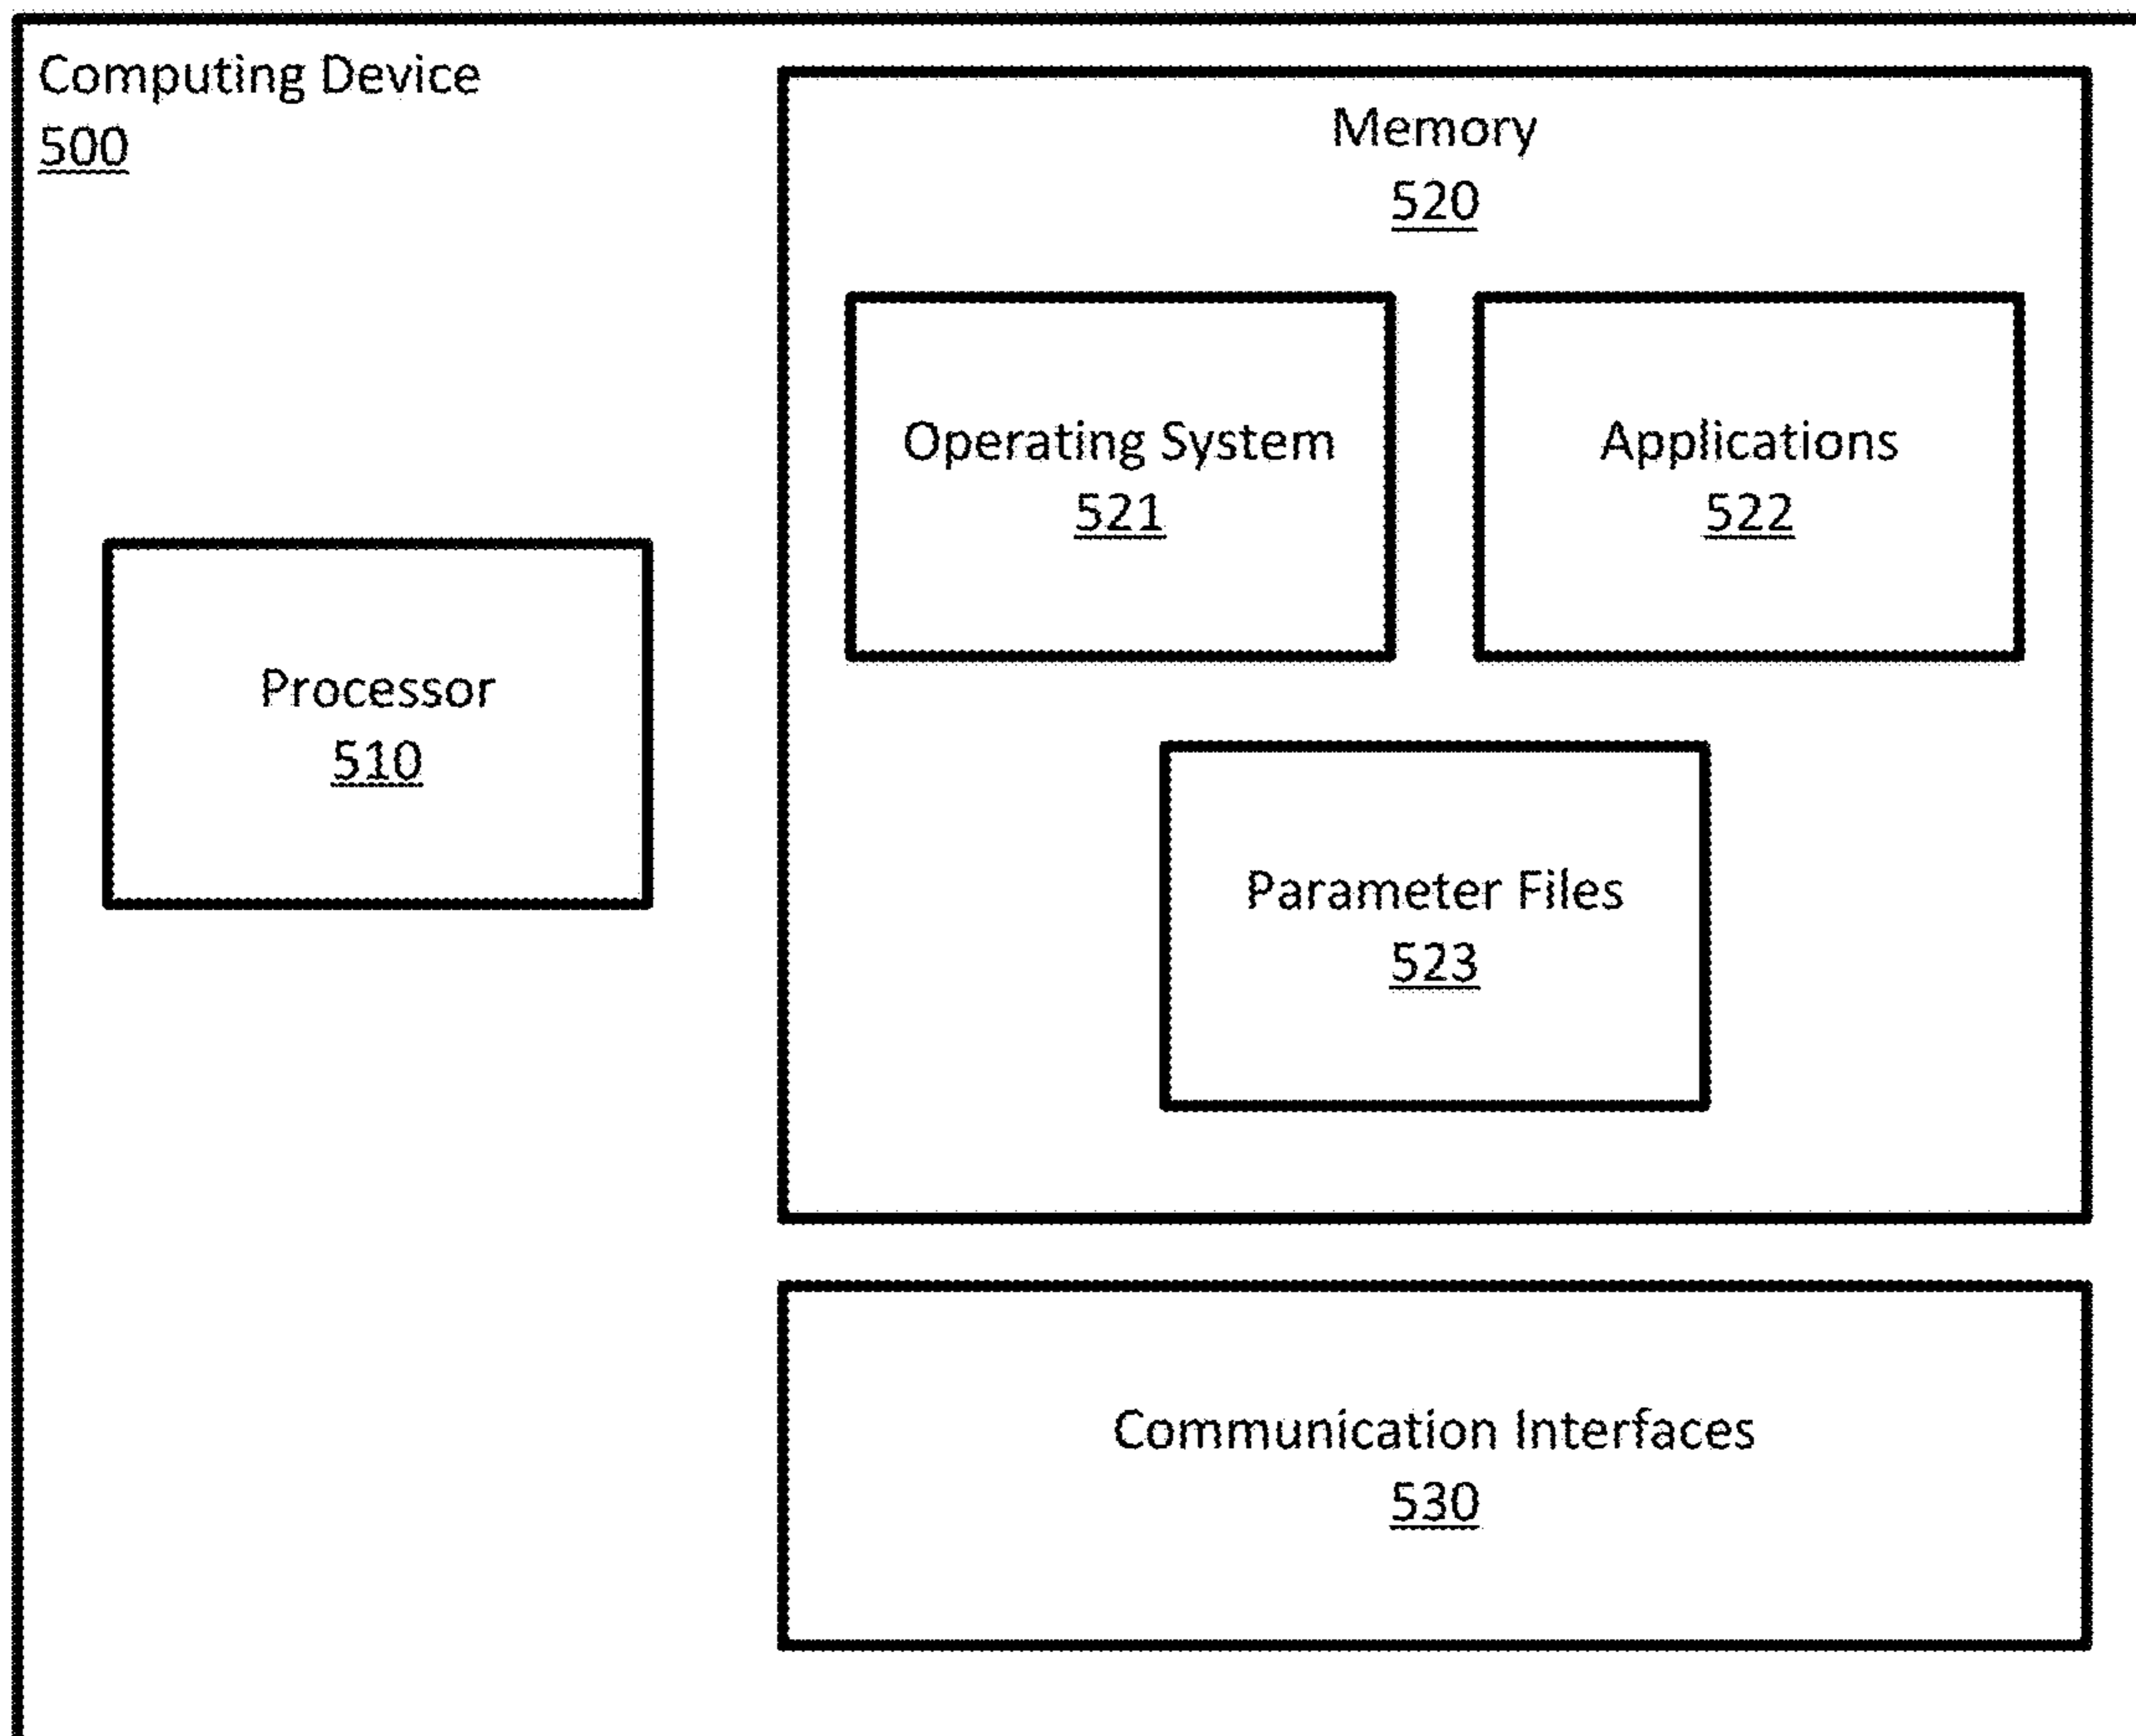 Computing Device
500
Memory
520
Operating System
521
Applications
522
Processor
510
Parameter Files
523
Communication Interfaces
530